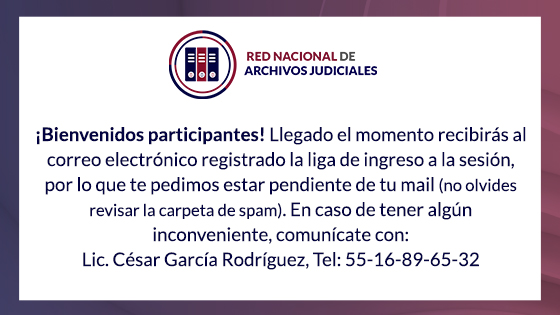 RED NACIONAL DE
ARCHIVOS JUDICIALES
¡Bienvenidos participantes! Llegado el momento recibirás al
correo electrónico registrado la liga de ingreso a la sesión,
por lo que te pedimos estar pendiente de tu mail (no olvides
revisar la carpeta de spam). En caso de tener algún
inconveniente, comunícate con:
Lic. César García Rodríguez, Tel: 55-16-89-65-32